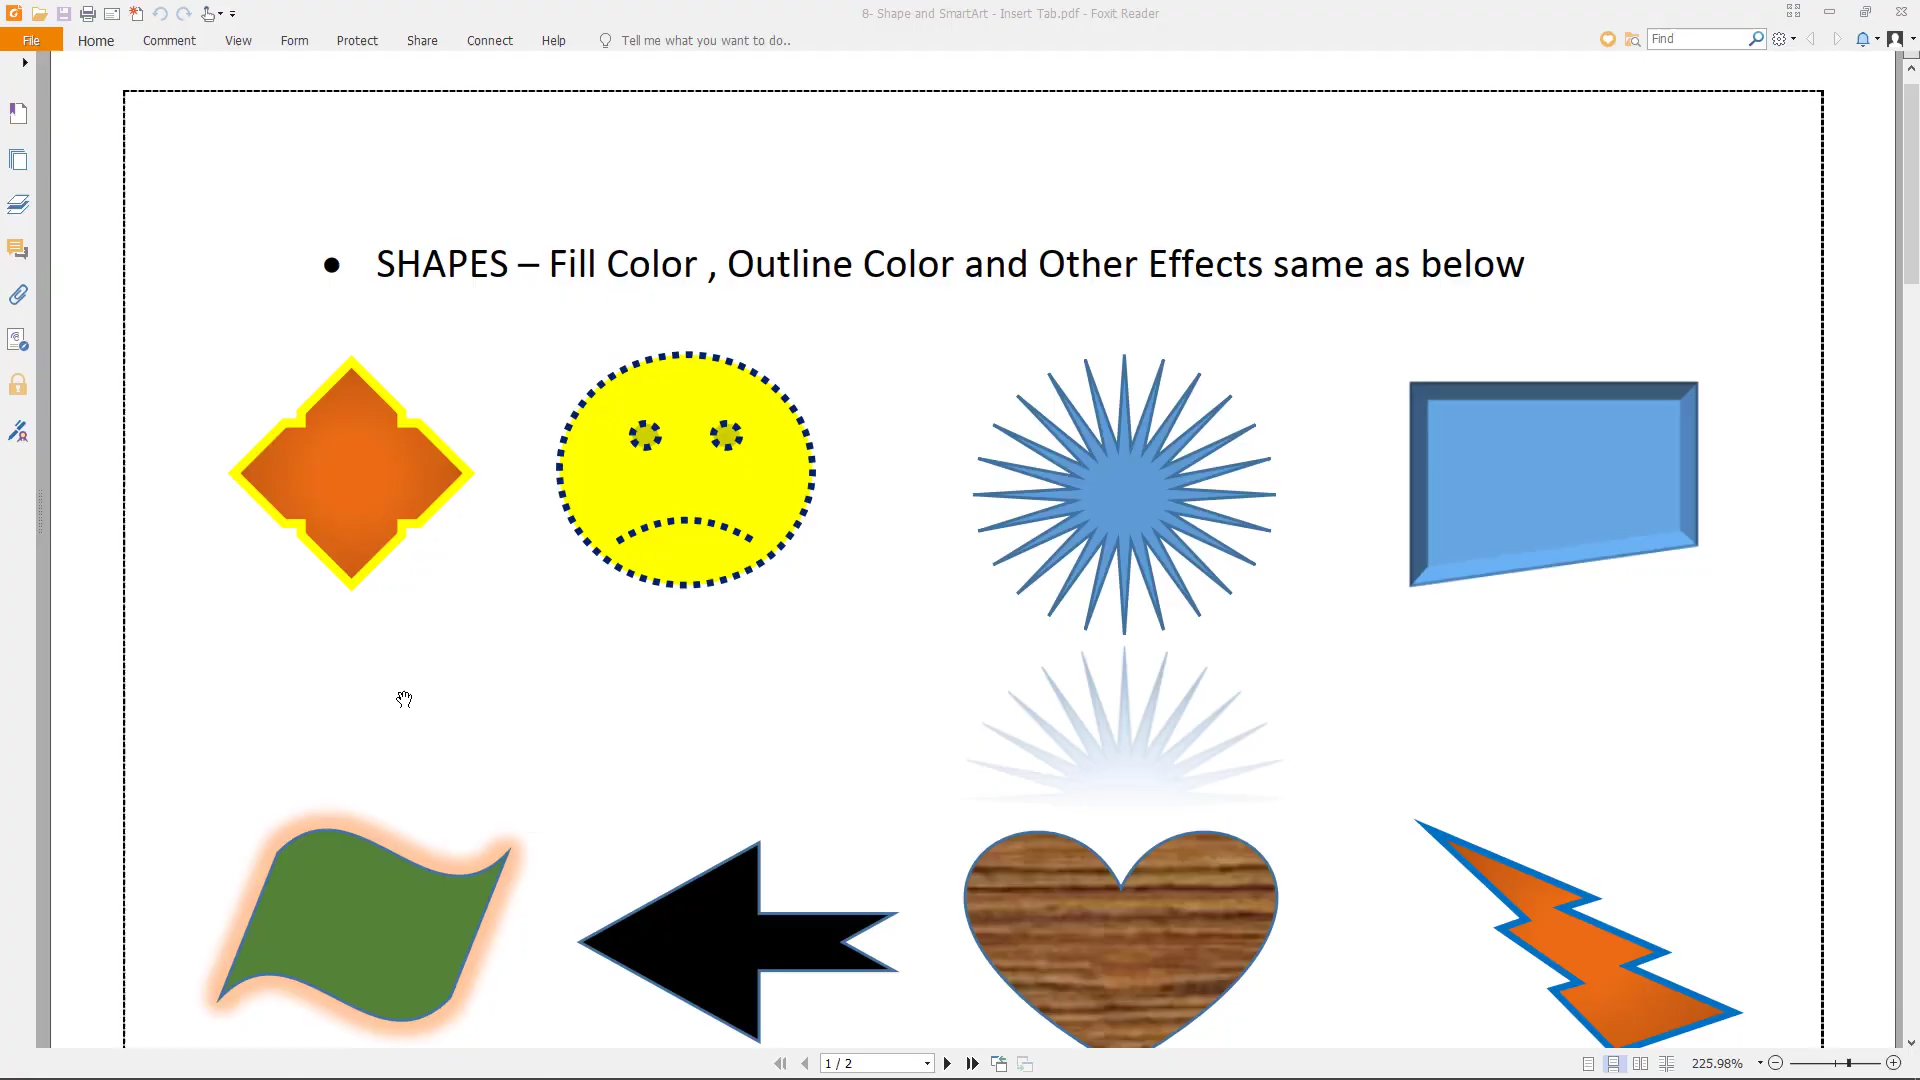 8- Shape and SmartArt - Insert Tab.pdf - Foxit Reader
File Home Comment View Form Protect Share Connect Help Tell me what you want to do.. Find
• SHAPES – Fill Color , Outline Color and Other Effects same as below
1 / 2
225.98%